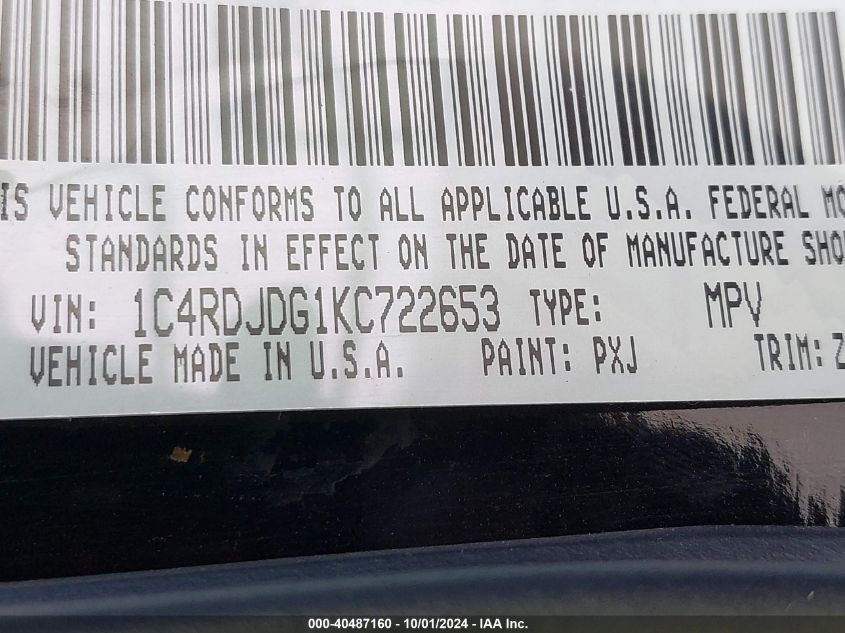 IS VEHICLE CONFORMS TO ALL APPLICABLE U.S.A. FEDERAL MO
STANDARDS IN EFFECT ON THE DATE OF MANUFACTURE SHO
VIN: 1C4RDJDG1KC722653 TYPE: MPV
VEHICLE MADE IN U.S.A. PAINT: PXJ TRIM: Z
000-40487160 - 10/01/2024 - IAA Inc.